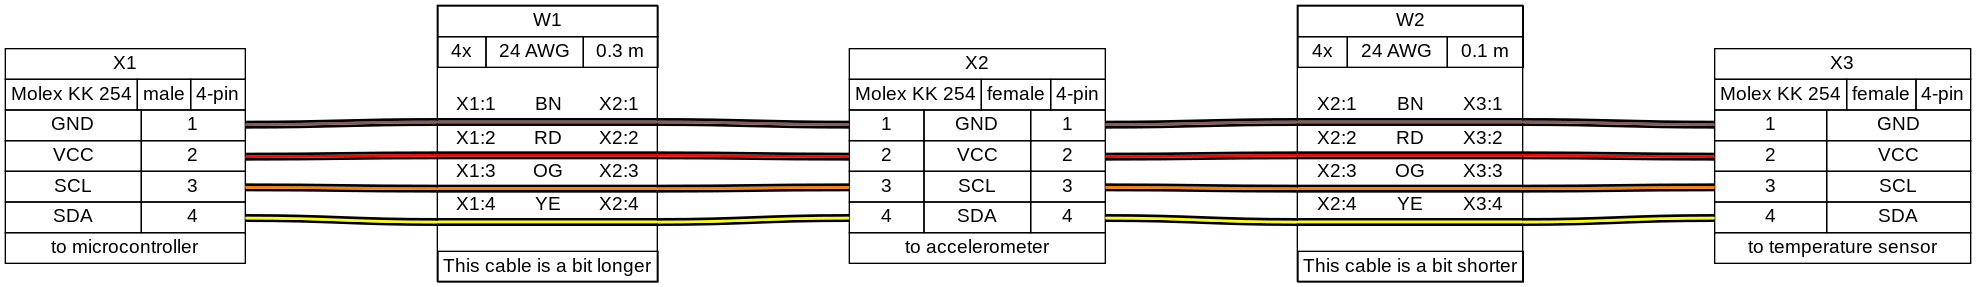 X1
Molex KK 254 male 4-pin
GND 1
VCC 2
SCL 3
SDA 4
to microcontroller
W1
4x 24 AWG 0.3 m
X1:1 BN X2:1
X1:2 RD X2:2
X1:3 OG X2:3
X1:4 YE X2:4
This cable is a bit longer
X2
Molex KK 254 female 4-pin
1 GND 1
2 VCC 2
3 SCL 3
4 SDA 4
to accelerometer
W2
4x 24 AWG 0.1 m
X2:1 BN X3:1
X2:2 RD X3:2
X2:3 OG X3:3
X2:4 YE X3:4
This cable is a bit shorter
X3
Molex KK 254 female 4-pin
1 GND
2 VCC
3 SCL
4 SDA
to temperature sensor